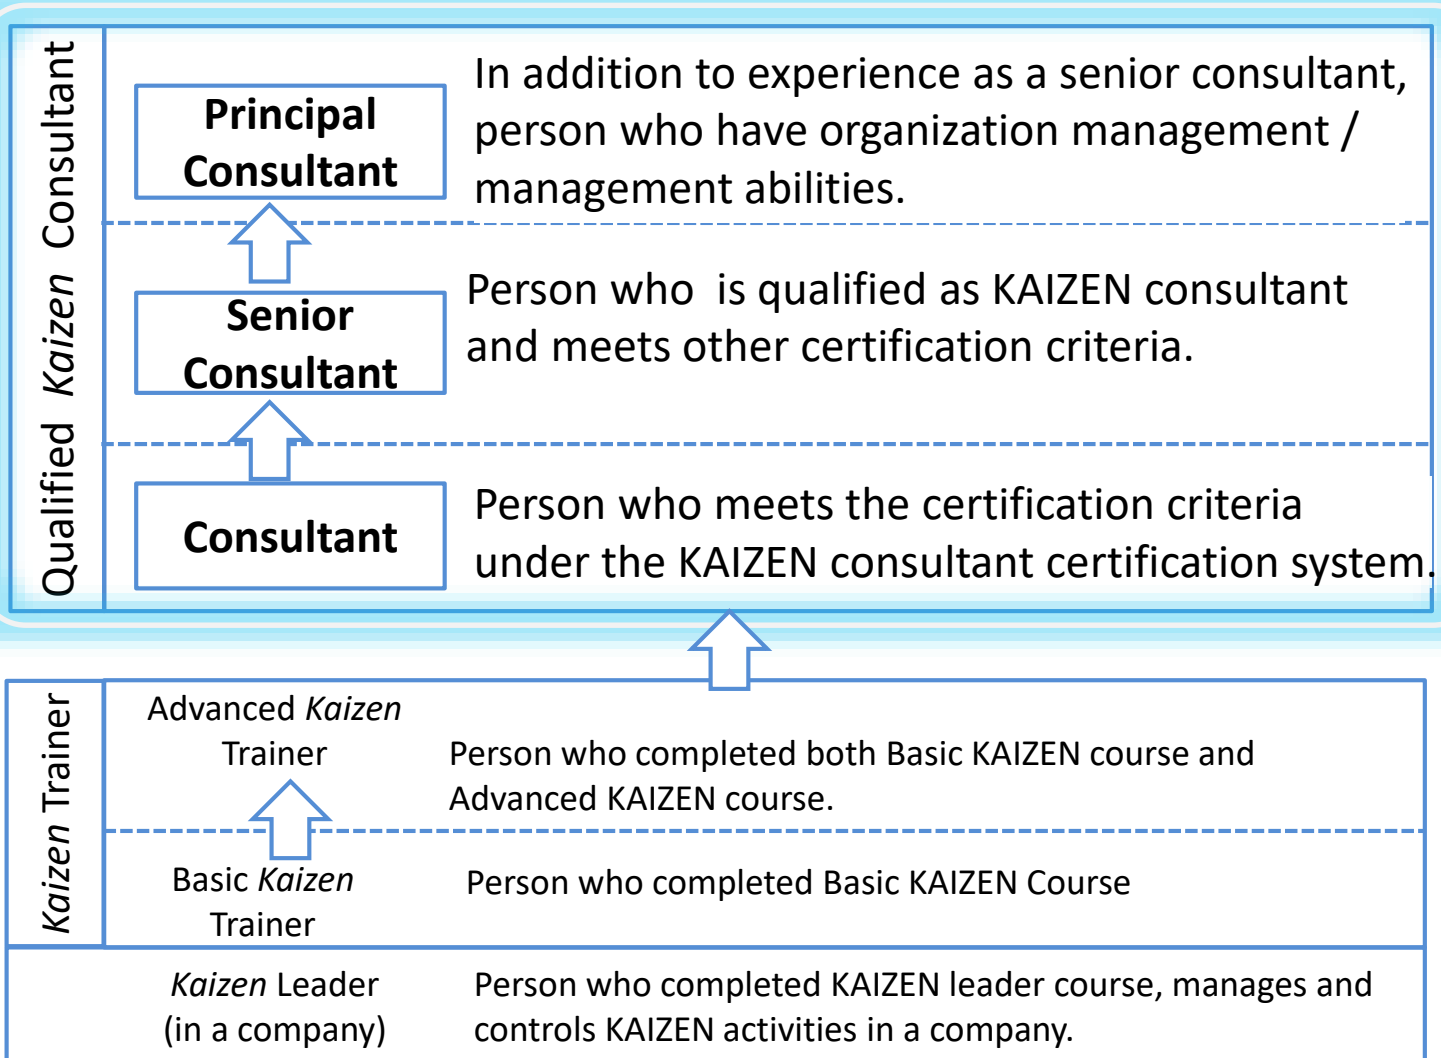 Qualified Kaizen Consultant
Principal
Consultant
In addition to experience as a senior consultant,
person who have organization management /
management abilities.
Senior
Consultant
Person who  is qualified as KAIZEN consultant
and meets other certification criteria.
Consultant
Person who meets the certification criteria
under the KAIZEN consultant certification system.
Kaizen Trainer
Advanced Kaizen
Trainer
Person who completed both Basic KAIZEN course and
Advanced KAIZEN course.
Basic Kaizen
Trainer
Person who completed Basic KAIZEN Course
Kaizen Leader
(in a company)
Person who completed KAIZEN leader course, manages and
controls KAIZEN activities in a company.